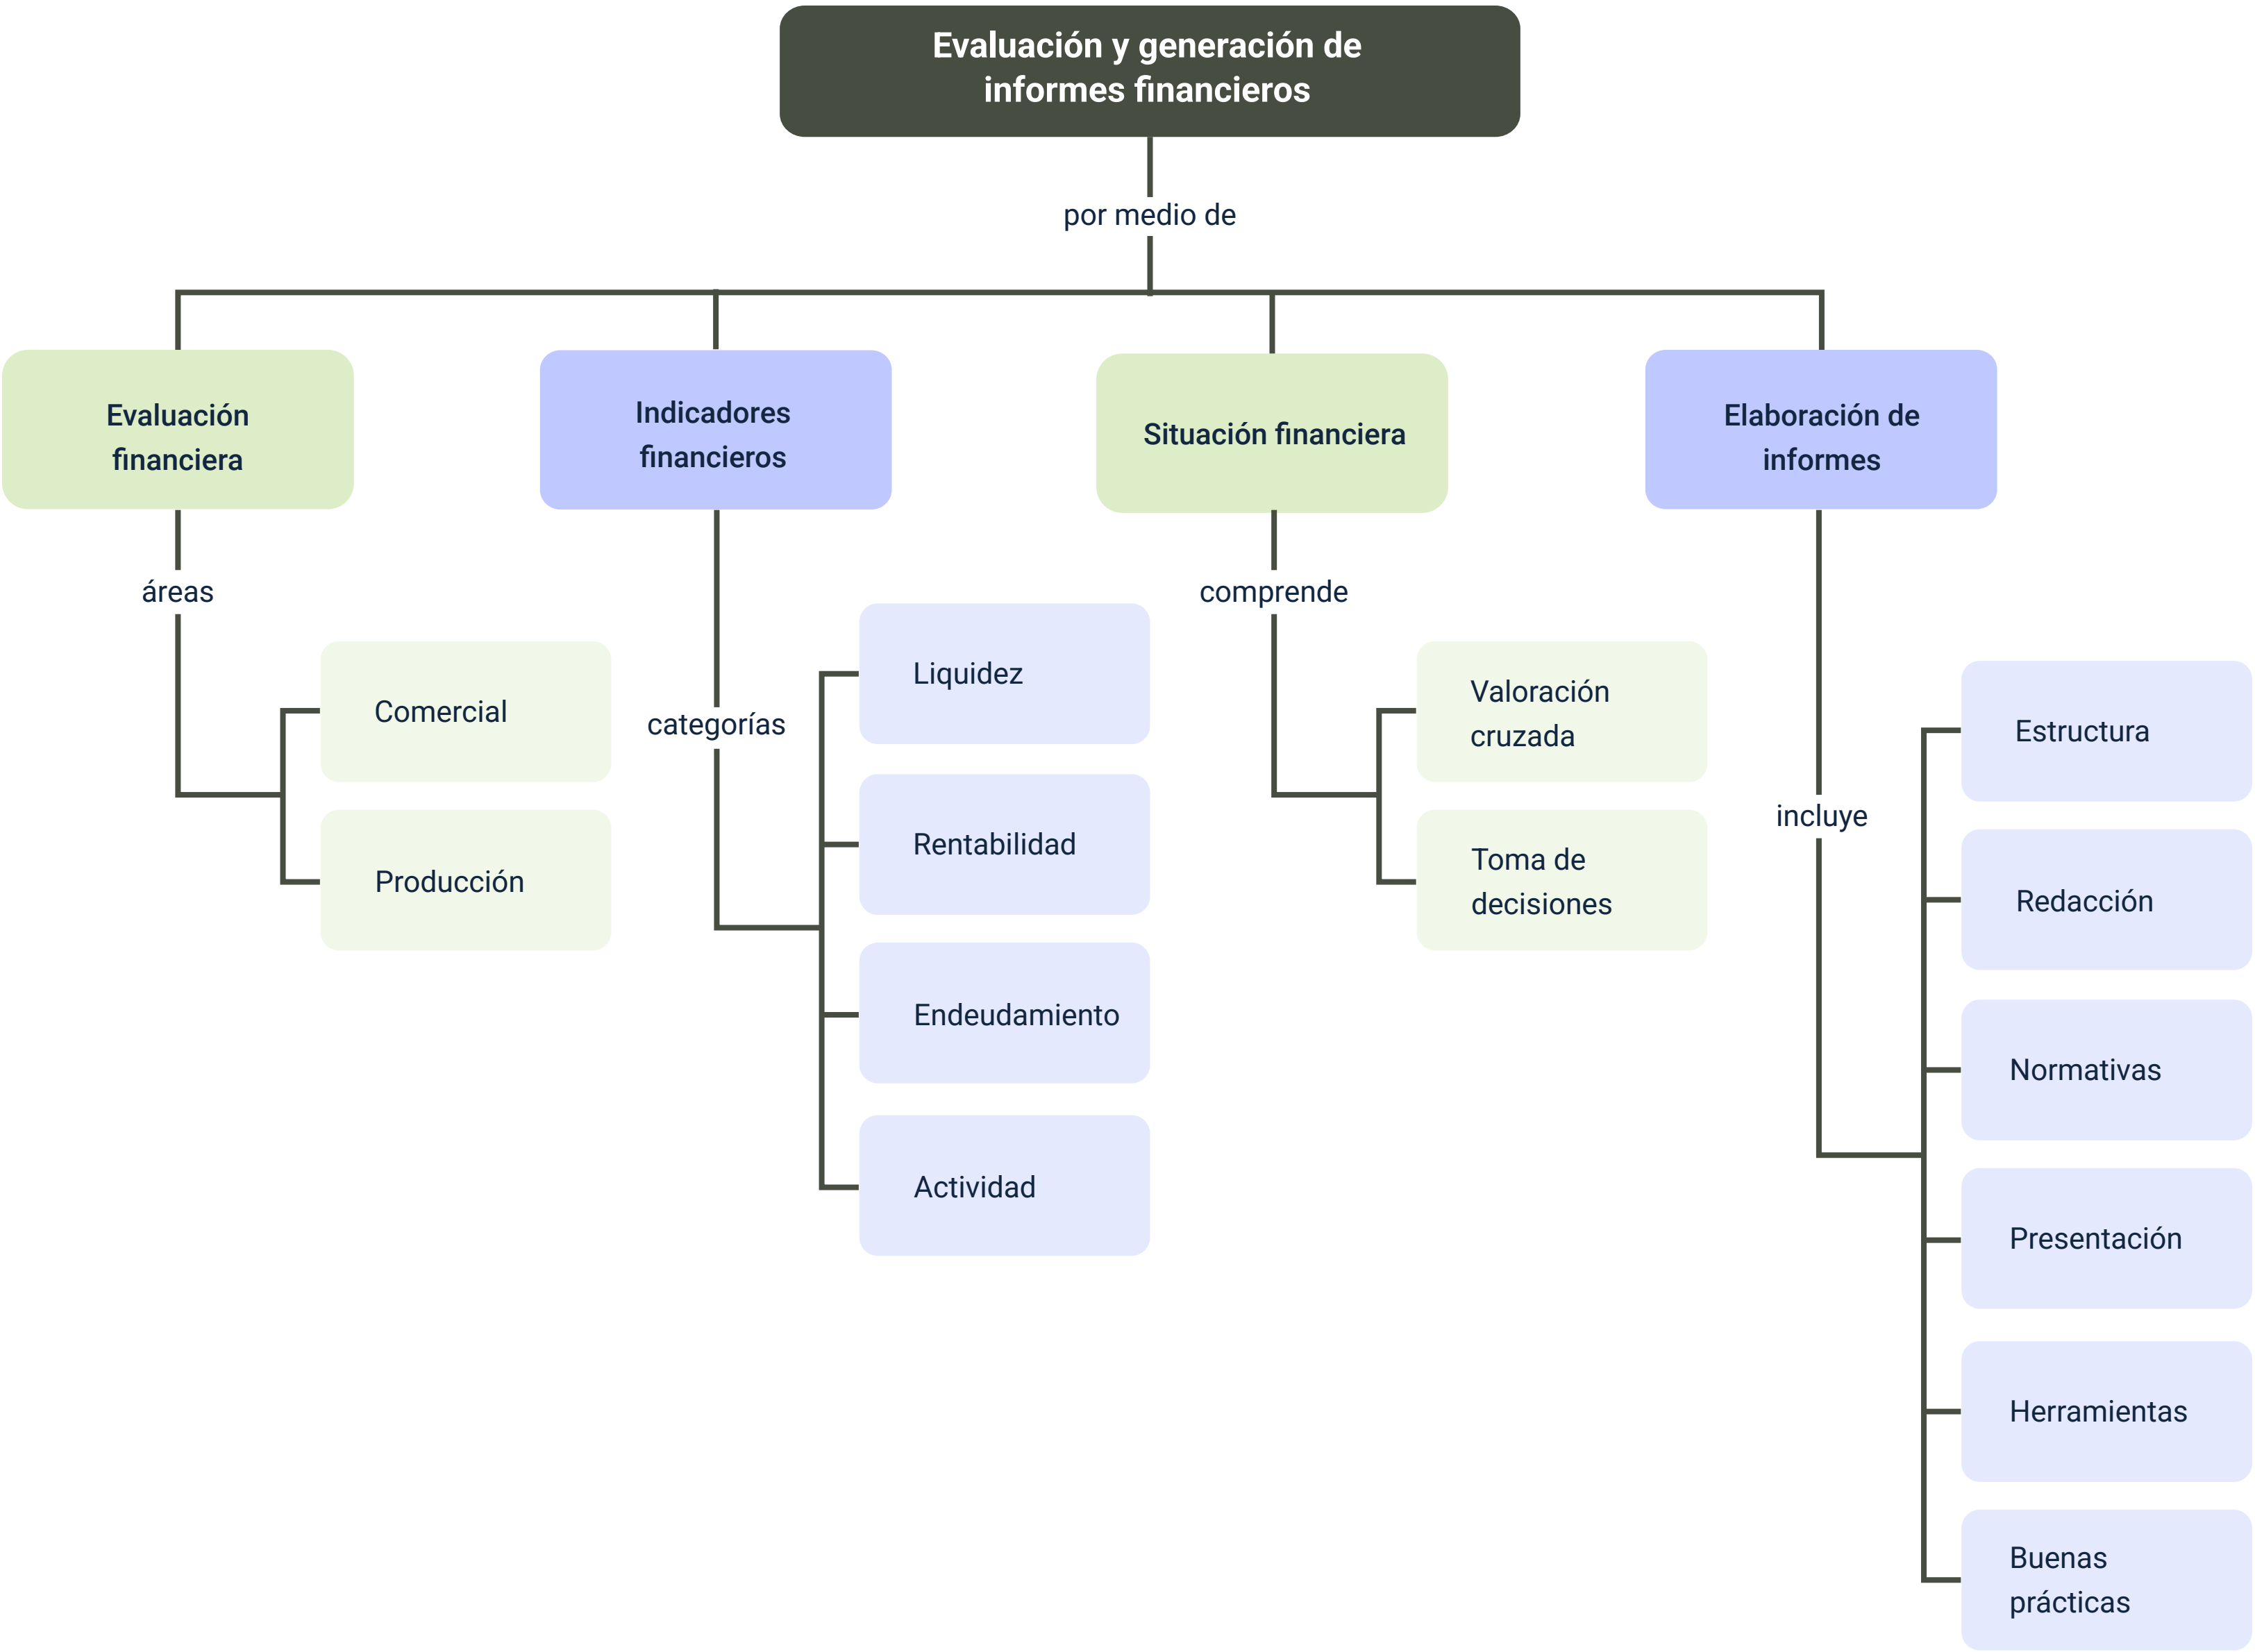 Evaluación y generación de
informes financieros
por medio de
Evaluación
financiera
áreas
Comercial
Producción
Indicadores
financieros
categorías
Liquidez
Rentabilidad
Endeudamiento
Actividad
Situación financiera
comprende
Valoración
cruzada
Toma de
decisiones
Elaboración de
informes
incluye
Estructura
Redacción
Normativas
Presentación
Herramientas
Buenas
prácticas